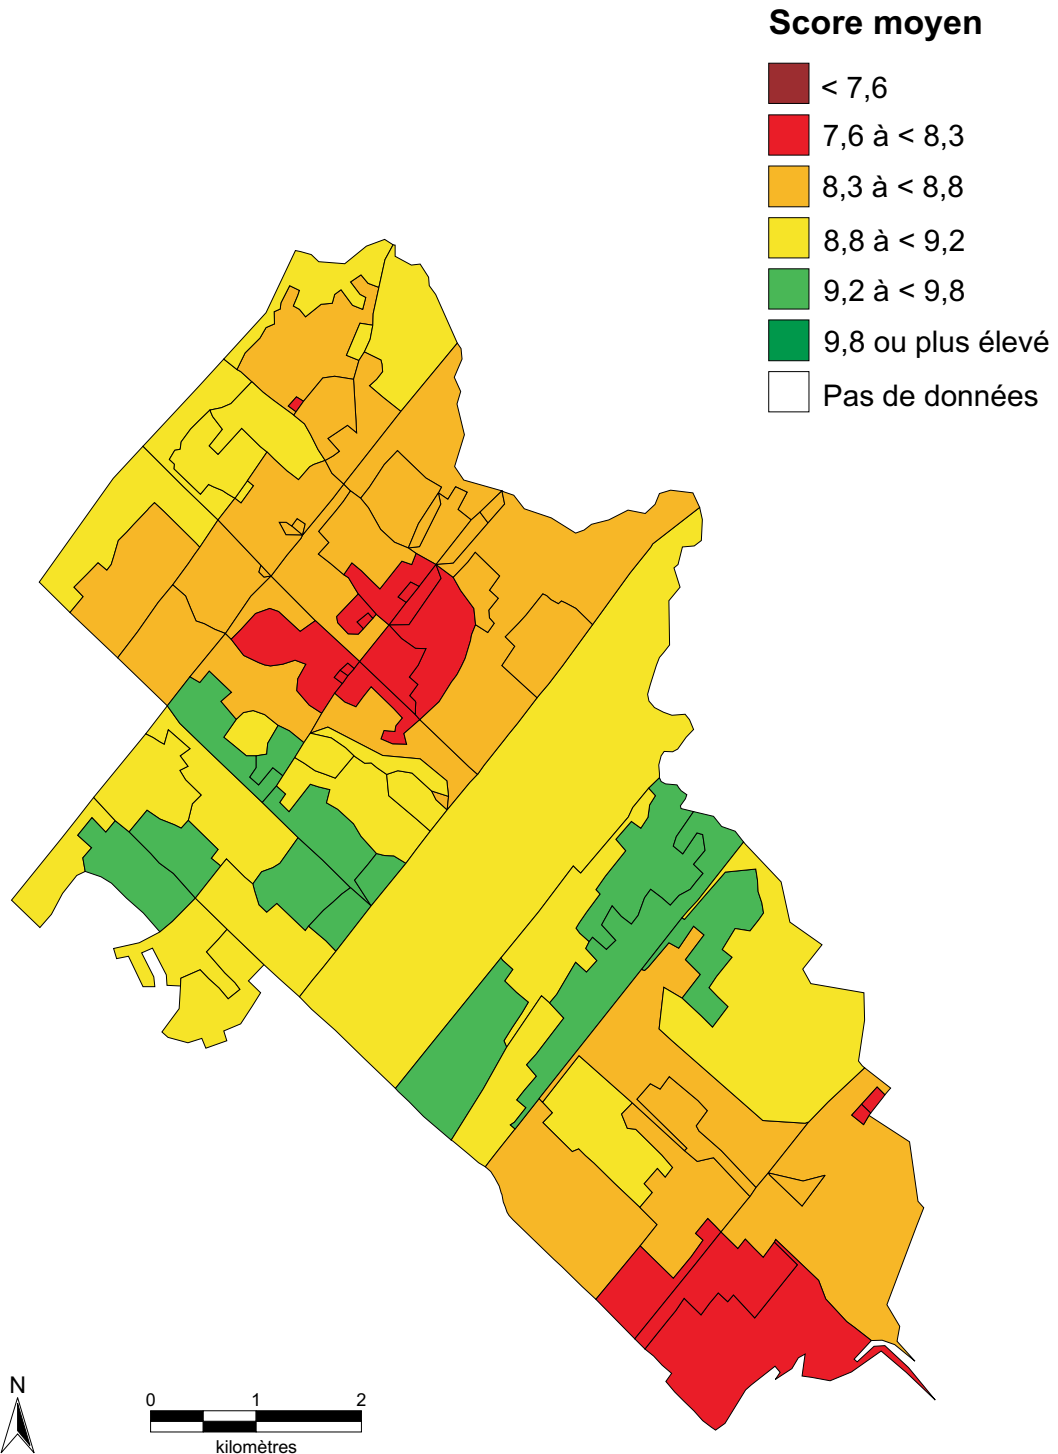 Score moyen
< 7,6
7,6 à < 8,3
8,3 à < 8,8
8,8 à < 9,2
9,2 à < 9,8
9,8 ou plus élevé
Pas de données
N
0 1 2
kilomètres